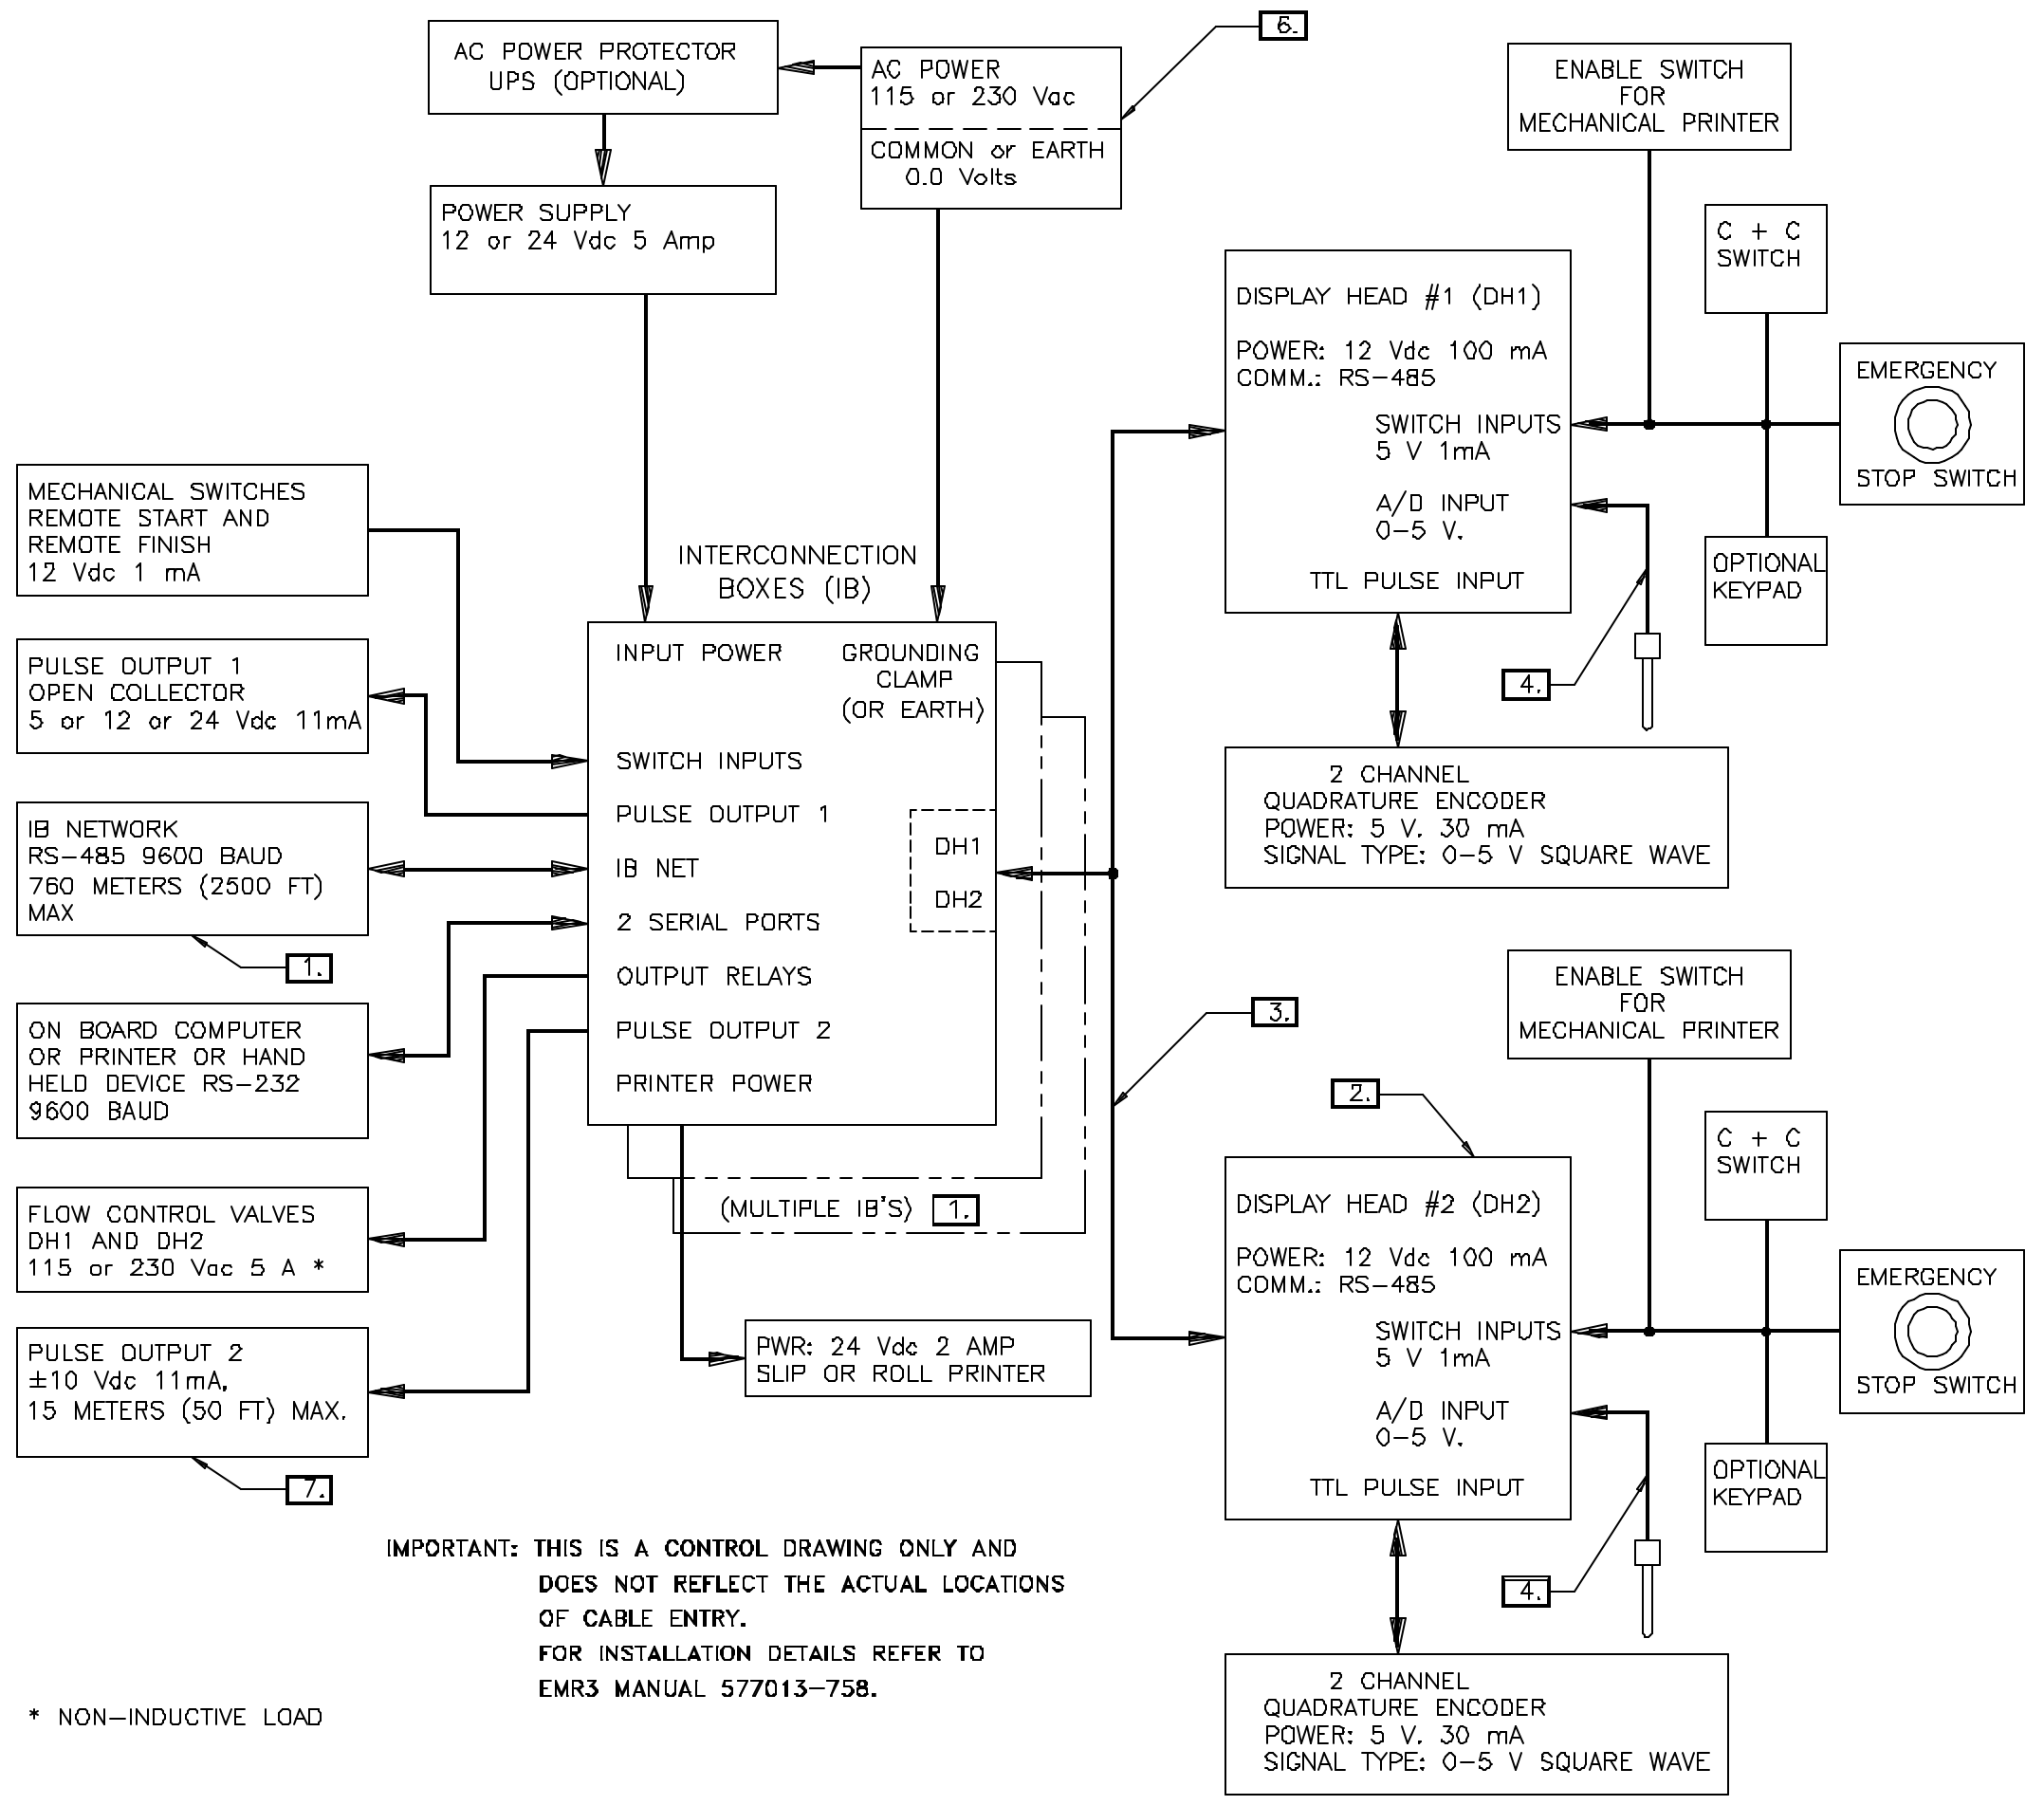 AC POWER PROTECTOR
UPS (OPTIONAL)
AC POWER
115 or 230 Vac
COMMON or EARTH
0.0 Volts
6.
POWER SUPPLY
12 or 24 Vdc 5 Amp
ENABLE SWITCH
FOR
MECHANICAL PRINTER
C + C
SWITCH
DISPLAY HEAD #1 (DH1)
POWER: 12 Vdc 100 mA
COMM.: RS-485
SWITCH INPUTS
5 V 1mA
A/D INPUT
0-5 V.
TTL PULSE INPUT
EMERGENCY
STOP SWITCH
OPTIONAL
KEYPAD
4.
2 CHANNEL
QUADRATURE ENCODER
POWER: 5 V. 30 mA
SIGNAL TYPE: 0-5 V SQUARE WAVE
MECHANICAL SWITCHES
REMOTE START AND
REMOTE FINISH
12 Vdc 1 mA
PULSE OUTPUT 1
OPEN COLLECTOR
5 or 12 or 24 Vdc 11mA
IB NETWORK
RS-485 9600 BAUD
760 METERS (2500 FT)
MAX
1.
ON BOARD COMPUTER
OR PRINTER OR HAND
HELD DEVICE RS-232
9600 BAUD
FLOW CONTROL VALVES
DH1 AND DH2
115 or 230 Vac 5 A *
PULSE OUTPUT 2
±10 Vdc 11mA,
15 METERS (50 FT) MAX.
7.
INTERCONNECTION
BOXES (IB)
INPUT POWER
GROUNDING
CLAMP
(OR EARTH)
SWITCH INPUTS
PULSE OUTPUT 1
IB NET
2 SERIAL PORTS
OUTPUT RELAYS
PULSE OUTPUT 2
PRINTER POWER
DH1
DH2
(MULTIPLE IB'S) 1.
PWR: 24 Vdc 2 AMP
SLIP OR ROLL PRINTER
3.
2.
ENABLE SWITCH
FOR
MECHANICAL PRINTER
C + C
SWITCH
DISPLAY HEAD #2 (DH2)
POWER: 12 Vdc 100 mA
COMM.: RS-485
SWITCH INPUTS
5 V 1mA
A/D INPUT
0-5 V.
TTL PULSE INPUT
EMERGENCY
STOP SWITCH
OPTIONAL
KEYPAD
4.
2 CHANNEL
QUADRATURE ENCODER
POWER: 5 V. 30 mA
SIGNAL TYPE: 0-5 V SQUARE WAVE
IMPORTANT: THIS IS A CONTROL DRAWING ONLY AND
DOES NOT REFLECT THE ACTUAL LOCATIONS
OF CABLE ENTRY.
FOR INSTALLATION DETAILS REFER TO
EMR3 MANUAL 577013-758.
* NON-INDUCTIVE LOAD